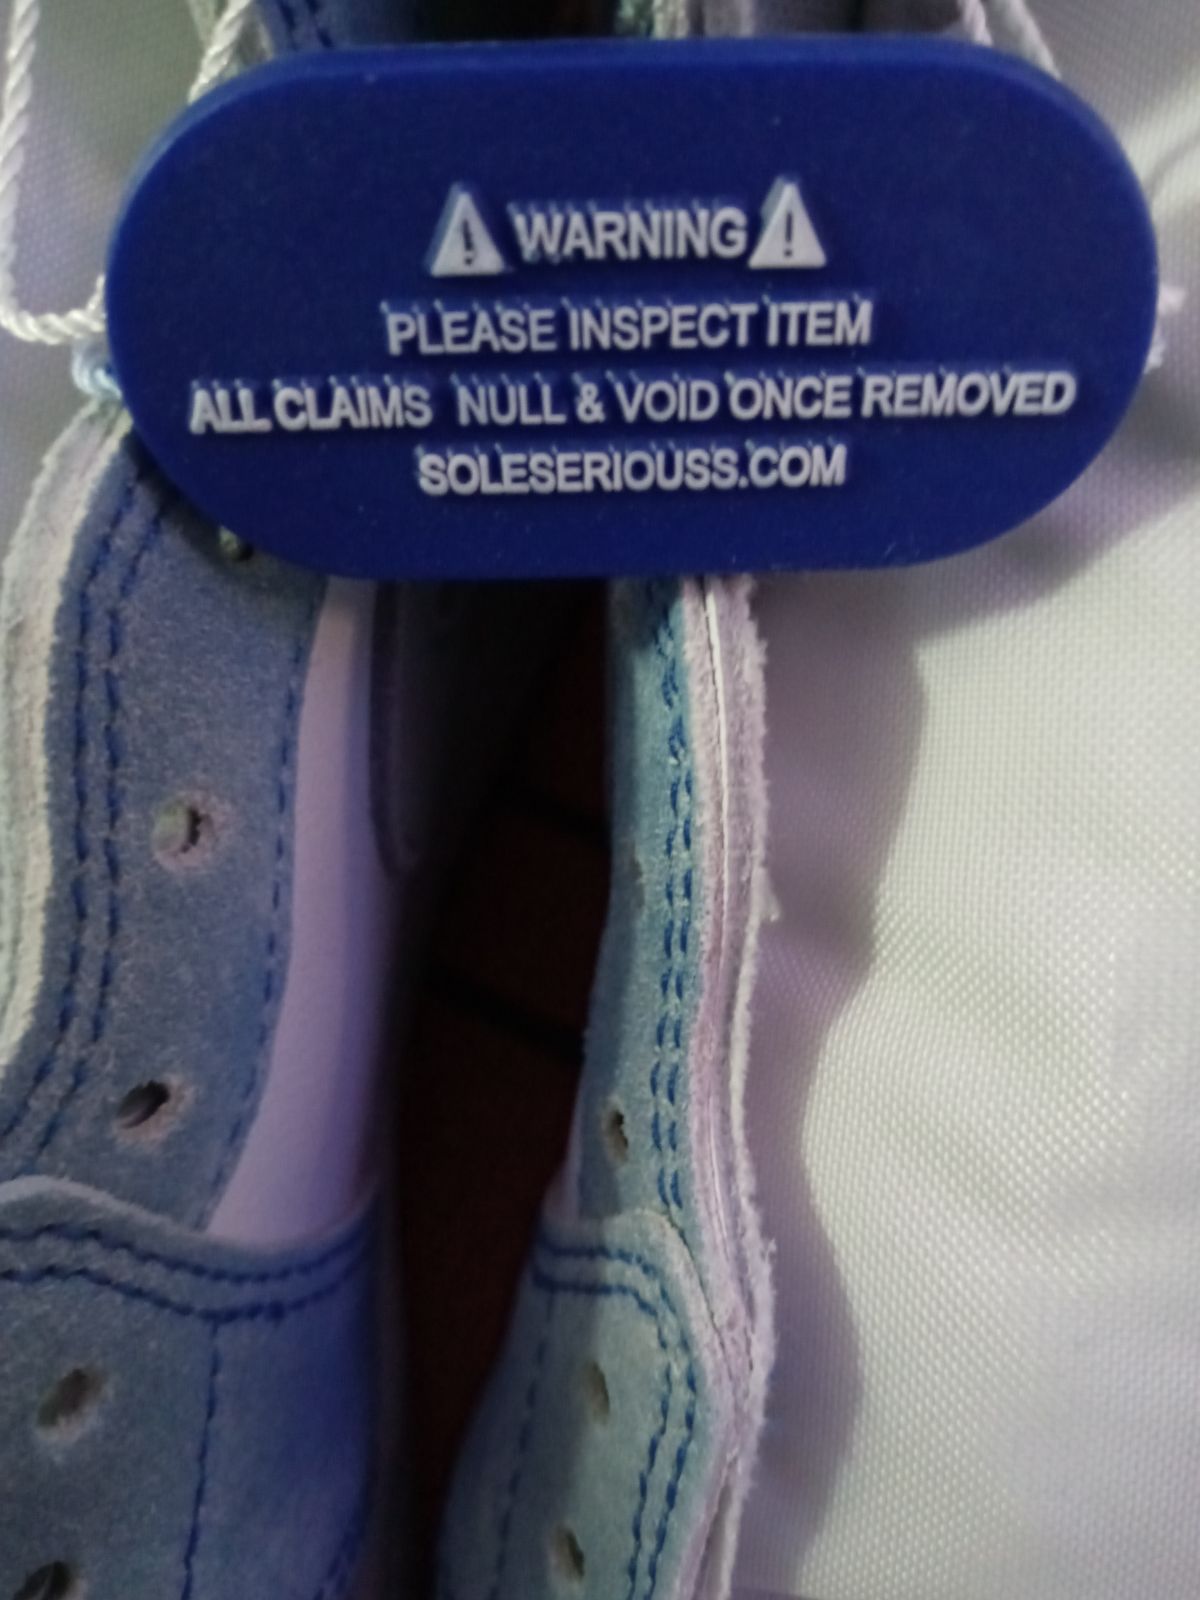 ⚠ WARNING ⚠
PLEASE INSPECT ITEM
ALL CLAIMS NULL & VOID ONCE REMOVED
SOLESERIOUSS.COM